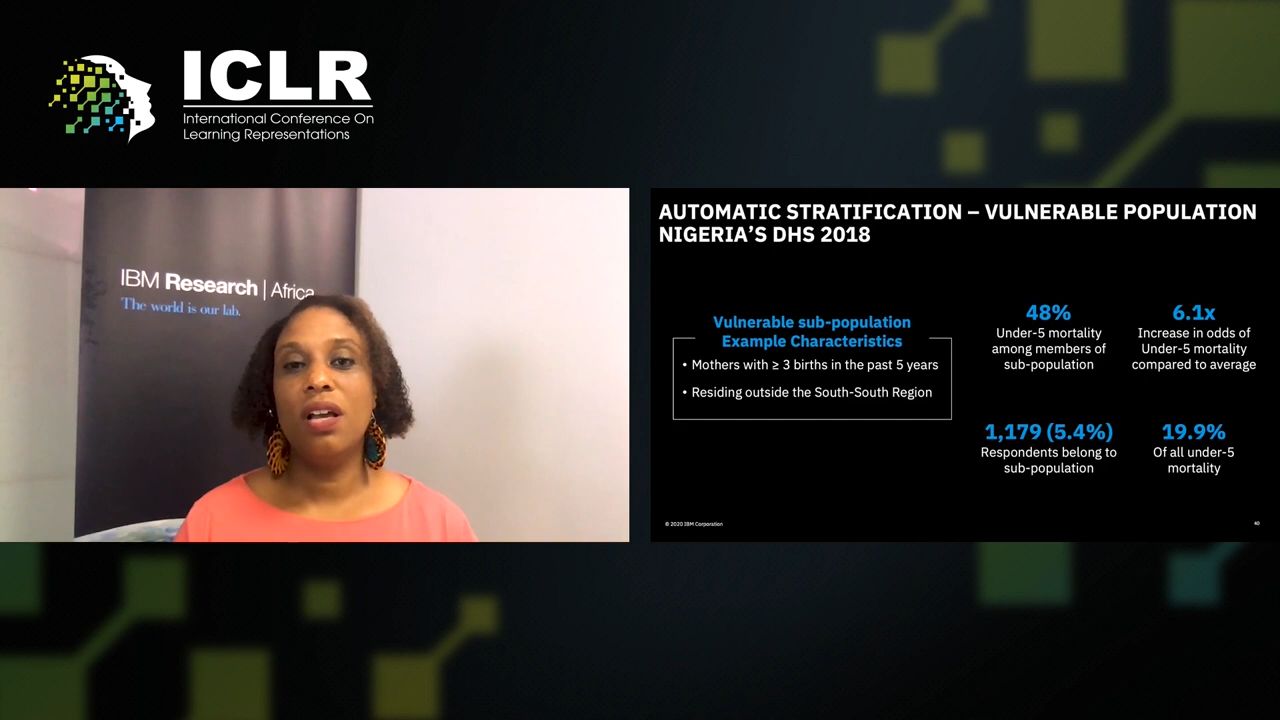 ICLR
International Conference On
Learning Representations
IBM Research | Africa
The world is our lab.
AUTOMATIC STRATIFICATION – VULNERABLE POPULATION
NIGERIA'S DHS 2018
Vulnerable sub-population
Example Characteristics
• Mothers with ≥ 3 births in the past 5 years
• Residing outside the South-South Region
48%
Under-5 mortality
among members of
sub-population
6.1x
Increase in odds of
Under-5 mortality
compared to average
1,179 (5.4%)
Respondents belong to
sub-population
19.9%
Of all under-5
mortality
© 2020 IBM Corporation
40